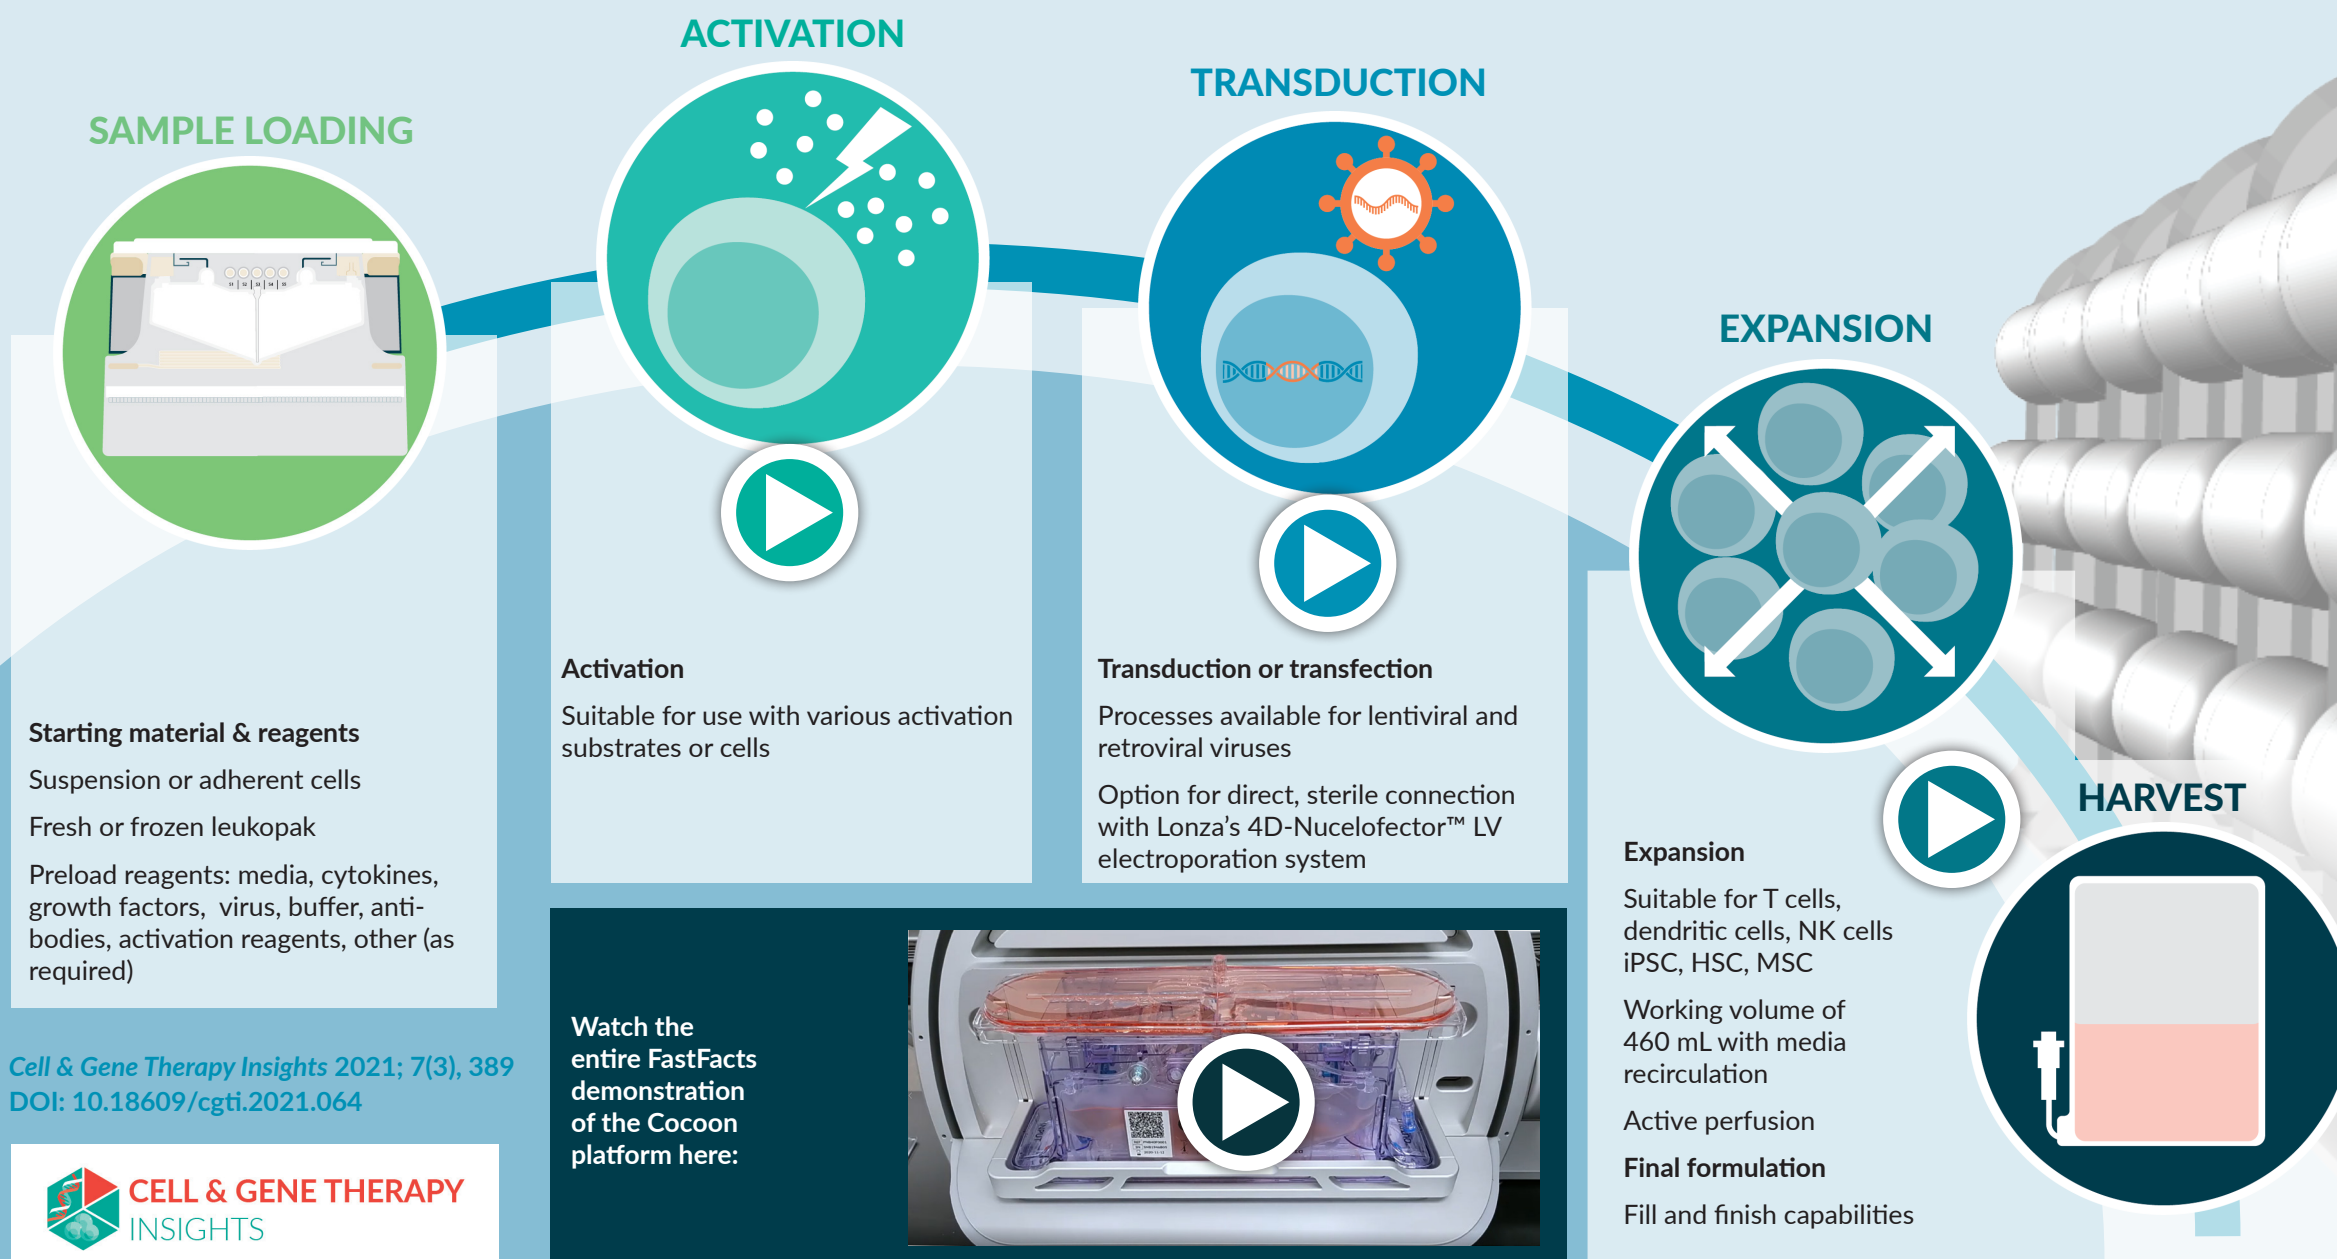 ACTIVATION
TRANSDUCTION
SAMPLE LOADING
EXPANSION
HARVEST
Starting material & reagents
Suspension or adherent cells
Fresh or frozen leukopak
Preload reagents: media, cytokines,
growth factors, virus, buffer, anti-
bodies, activation reagents, other (as
required)
Activation
Suitable for use with various activation
substrates or cells
Transduction or transfection
Processes available for lentiviral and
retroviral viruses
Option for direct, sterile connection
with Lonza's 4D-Nucelofector™ LV
electroporation system
Expansion
Suitable for T cells,
dendritic cells, NK cells
iPSC, HSC, MSC
Working volume of
460 mL with media
recirculation
Active perfusion
Final formulation
Fill and finish capabilities
Watch the
entire FastFacts
demonstration
of the Cocoon
platform here:
Cell & Gene Therapy Insights 2021; 7(3), 389
DOI: 10.18609/cgti.2021.064
CELL & GENE THERAPY
INSIGHTS